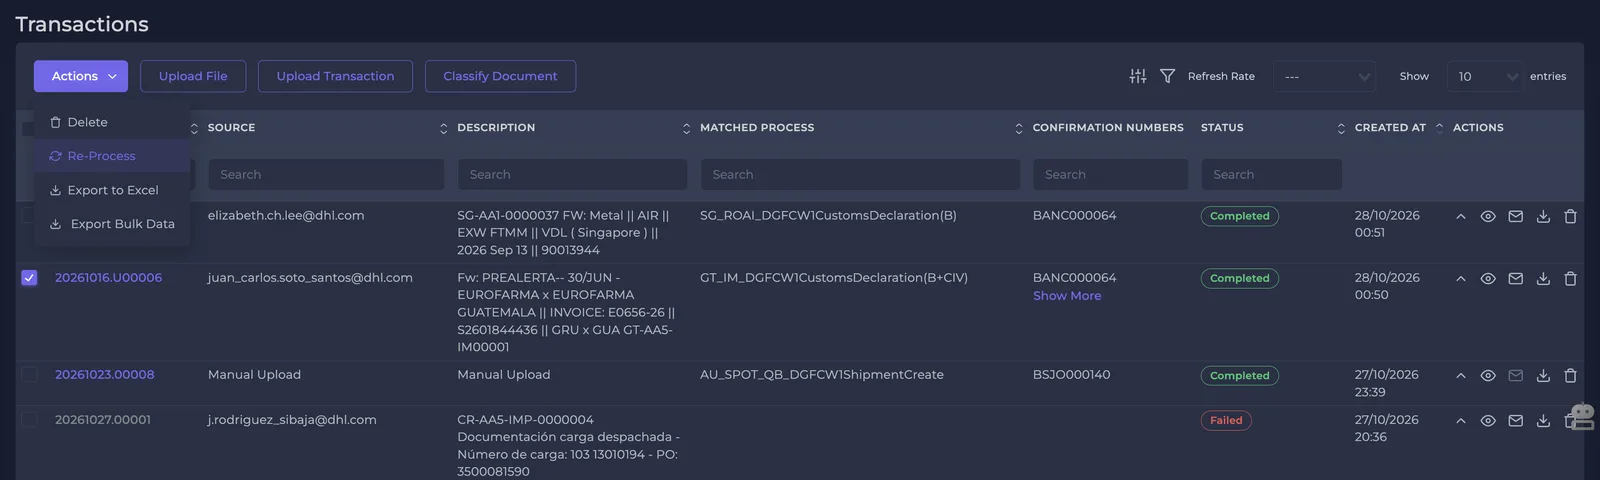 Transactions
Actions Upload File Upload Transaction Classify Document Refresh Rate --- Show 10 entries
Delete
Re-Process
Export to Excel
Export Bulk Data
SOURCE DESCRIPTION MATCHED PROCESS CONFIRMATION NUMBERS STATUS CREATED AT ACTIONS
Search Search Search Search Search
elizabeth.ch.lee@dhl.com SG-AA1-0000037 FW: Metal || AIR || SG_ROAI_DGFCW1CustomsDeclaration(B) BANC000064 Completed 28/10/2026
EXW FTMM || VDL ( Singapore ) || 00:51
2026 Sep 13 || 90013944
20261016.U00006 juan_carlos.soto_santos@dhl.com Fw: PREALERTA-- 30/JUN - GT_IM_DGFCW1CustomsDeclaration(B+CIV) BANC000064 Completed 28/10/2026
EUROFARMA x EUROFARMA Show More 00:50
GUATEMALA || INVOICE: E0656-26 ||
S2601844436 || GRU x GUA GT-AA5-
IM00001
20261023.00008 Manual Upload Manual Upload AU_SPOT_QB_DGFCW1ShipmentCreate BSJO000140 Completed 27/10/2026
23:39
20261027.00001 j.rodriguez_sibaja@dhl.com CR-AA5-IMP-0000004 Failed 27/10/2026
Documentación carga despachada - 20:36
Número de carga: 103 13010194 - PO:
3500081590